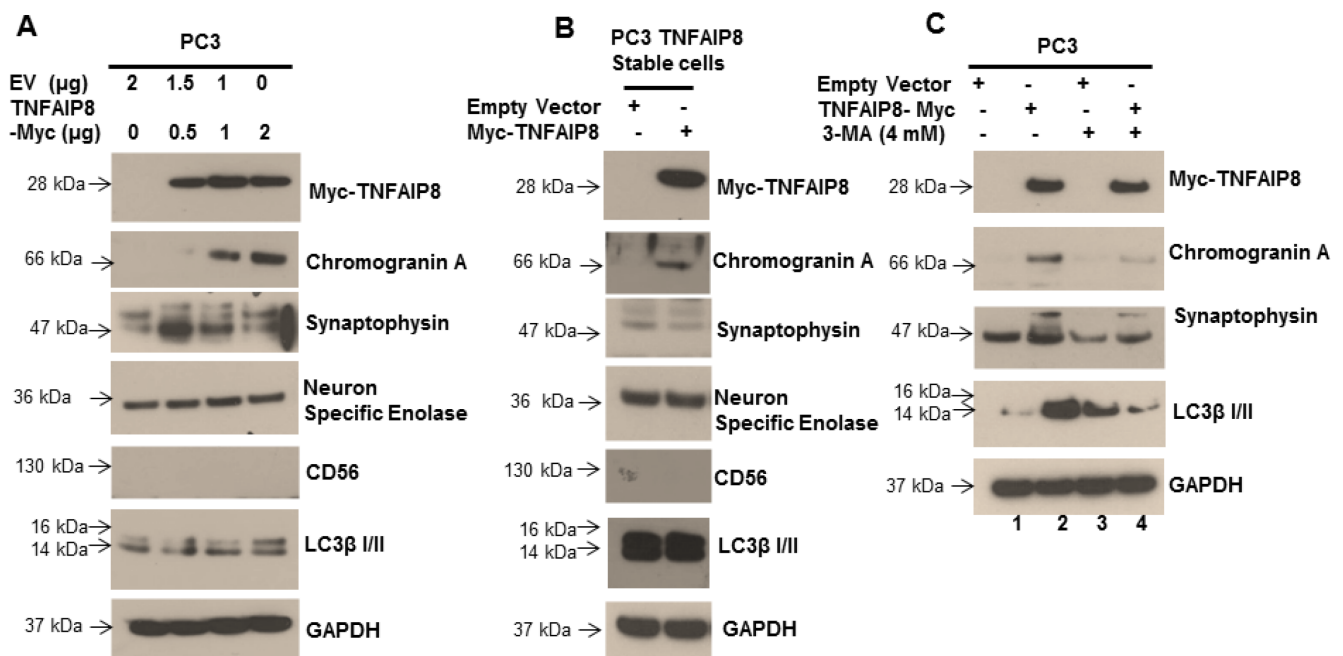 A
PC3
EV (µg) 2 1.5 1 0
TNFAIP8
-Myc (µg) 0 0.5 1 2
28 kDa Myc-TNFAIP8
66 kDa Chromogranin A
47 kDa Synaptophysin
36 kDa Neuron
Specific Enolase
130 kDa CD56
16 kDa
14 kDa LC3β I/II
37 kDa GAPDH
B
PC3 TNFAIP8
Stable cells
Empty Vector + -
Myc-TNFAIP8 - +
28 kDa Myc-TNFAIP8
66 kDa Chromogranin A
47 kDa Synaptophysin
36 kDa Neuron
Specific Enolase
130 kDa CD56
16 kDa
14 kDa LC3β I/II
37 kDa GAPDH
C
PC3
Empty Vector + - + -
TNFAIP8- Myc - + - +
3-MA (4 mM) - - + +
28 kDa Myc-TNFAIP8
66 kDa Chromogranin A
47 kDa Synaptophysin
16 kDa
14 kDa LC3β I/II
37 kDa GAPDH
1 2 3 4